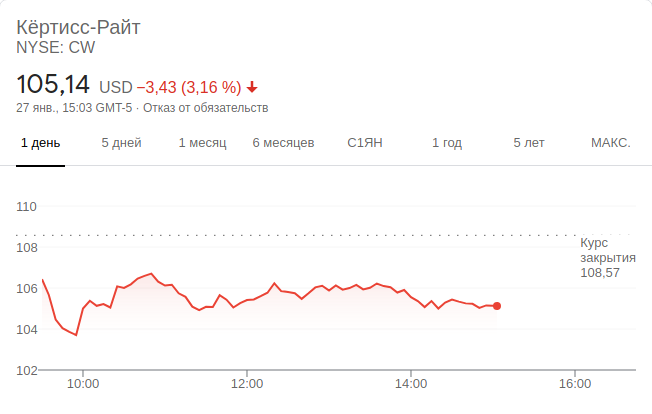 Кёртисс-Райт
NYSE: CW
105,14 USD −3,43 (3,16 %)
27 янв., 15:03 GMT-5 · Отказ от обязательств
1 день 5 дней 1 месяц 6 месяцев С1ЯН 1 год 5 лет МАКС.
110
108
106
104
102
Курс
закрытия
108,57
10:00 12:00 14:00 16:00